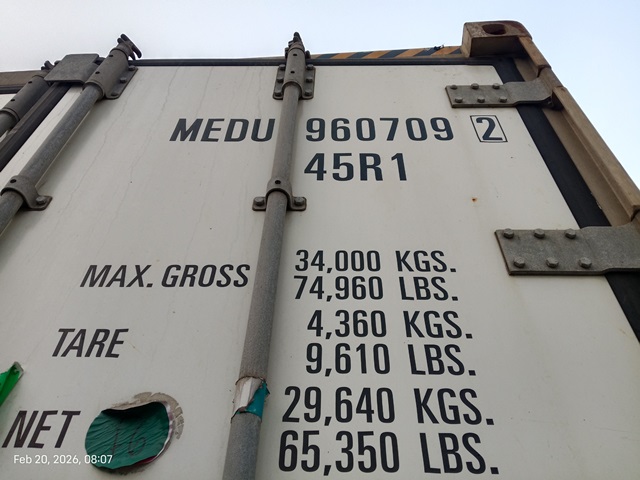 MEDU 960709 2
45R1
MAX. GROSS 34,000 KGS.
74,960 LBS.
TARE 4,360 KGS.
9,610 LBS.
NET 29,640 KGS.
65,350 LBS.
Feb 20, 2026, 08:07